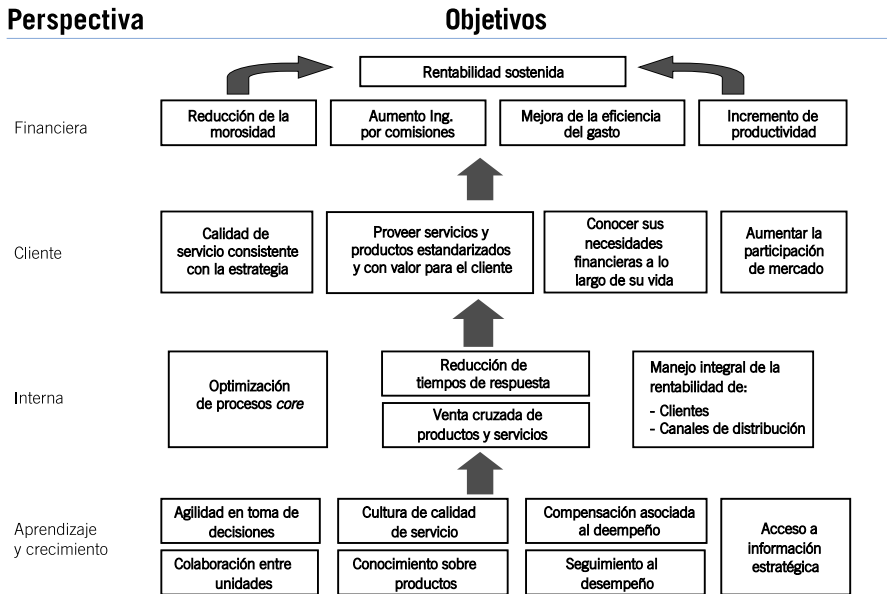 Perspectiva
Objetivos
Rentabilidad sostenida
Financiera
Reducción de la
morosidad
Aumento Ing.
por comisiones
Mejora de la eficiencia
del gasto
Incremento de
productividad
Cliente
Calidad de
servicio consistente
con la estrategia
Proveer servicios y
productos estandarizados
y con valor para el cliente
Conocer sus
necesidades
financieras a lo
largo de su vida
Aumentar la
participación
de mercado
Interna
Optimización
de procesos core
Reducción de
tiempos de respuesta
Venta cruzada de
productos y servicios
Manejo integral de la
rentabilidad de:
- Clientes
- Canales de distribución
Aprendizaje
y crecimiento
Agilidad en toma de
decisiones
Cultura de calidad
de servicio
Compensación asociada
al deempeño
Acceso a
información
estratégica
Colaboración entre
unidades
Conocimiento sobre
productos
Seguimiento al
desempeño